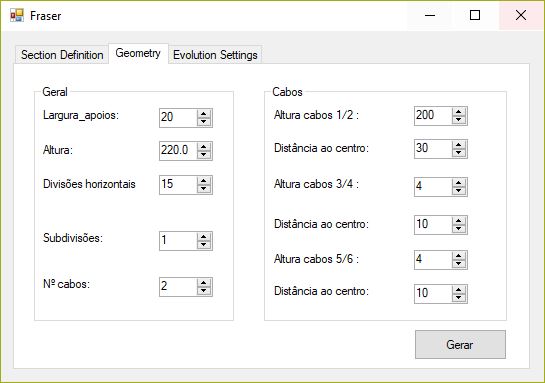 Fraser
Section Definition Geometry Evolution Settings
Geral
Largura_apoios: 20
Altura: 220.0
Divisões horizontais 15
Subdivisões: 1
Nº cabos: 2
Cabos
Altura cabos 1/2 : 200
Distância ao centro: 30
Altura cabos 3/4 : 4
Distância ao centro: 10
Altura cabos 5/6 : 4
Distância ao centro: 10
Gerar